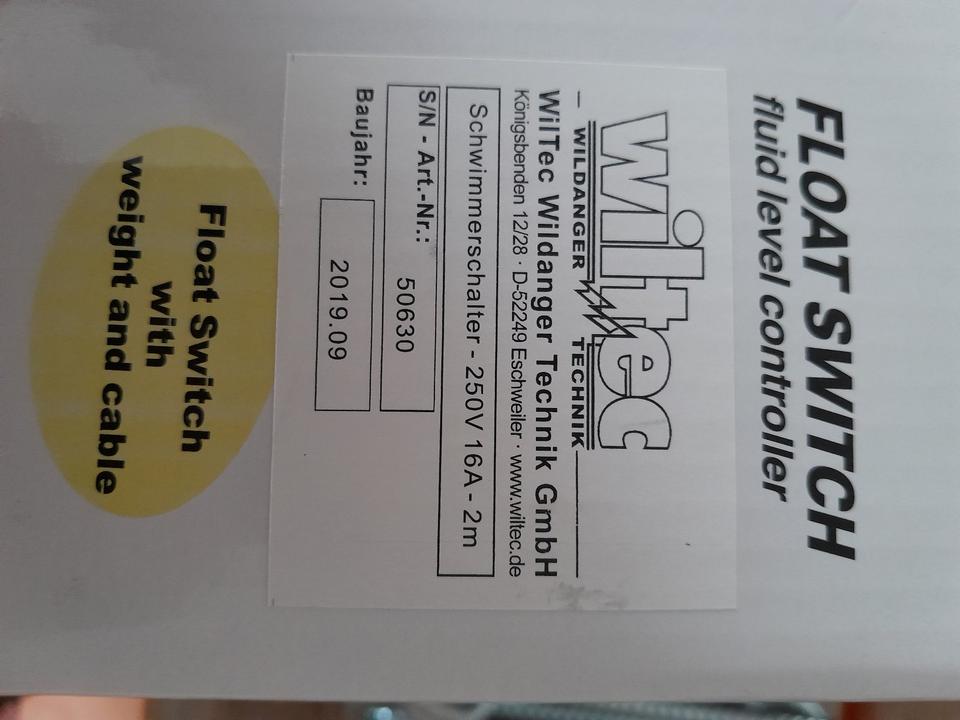 FLOAT SWITCH
fluid level controller
wiltec
WILDANGER TECHNIK
WilTec Wildanger Technik GmbH
Königsbenden 12/28 · D-52249 Eschweiler · www.wiltec.de
Schwimmerschalter - 250V 16A - 2m
S/N - Art.-Nr.: 50630
Baujahr: 2019.09
Float Switch
with
weight and cable